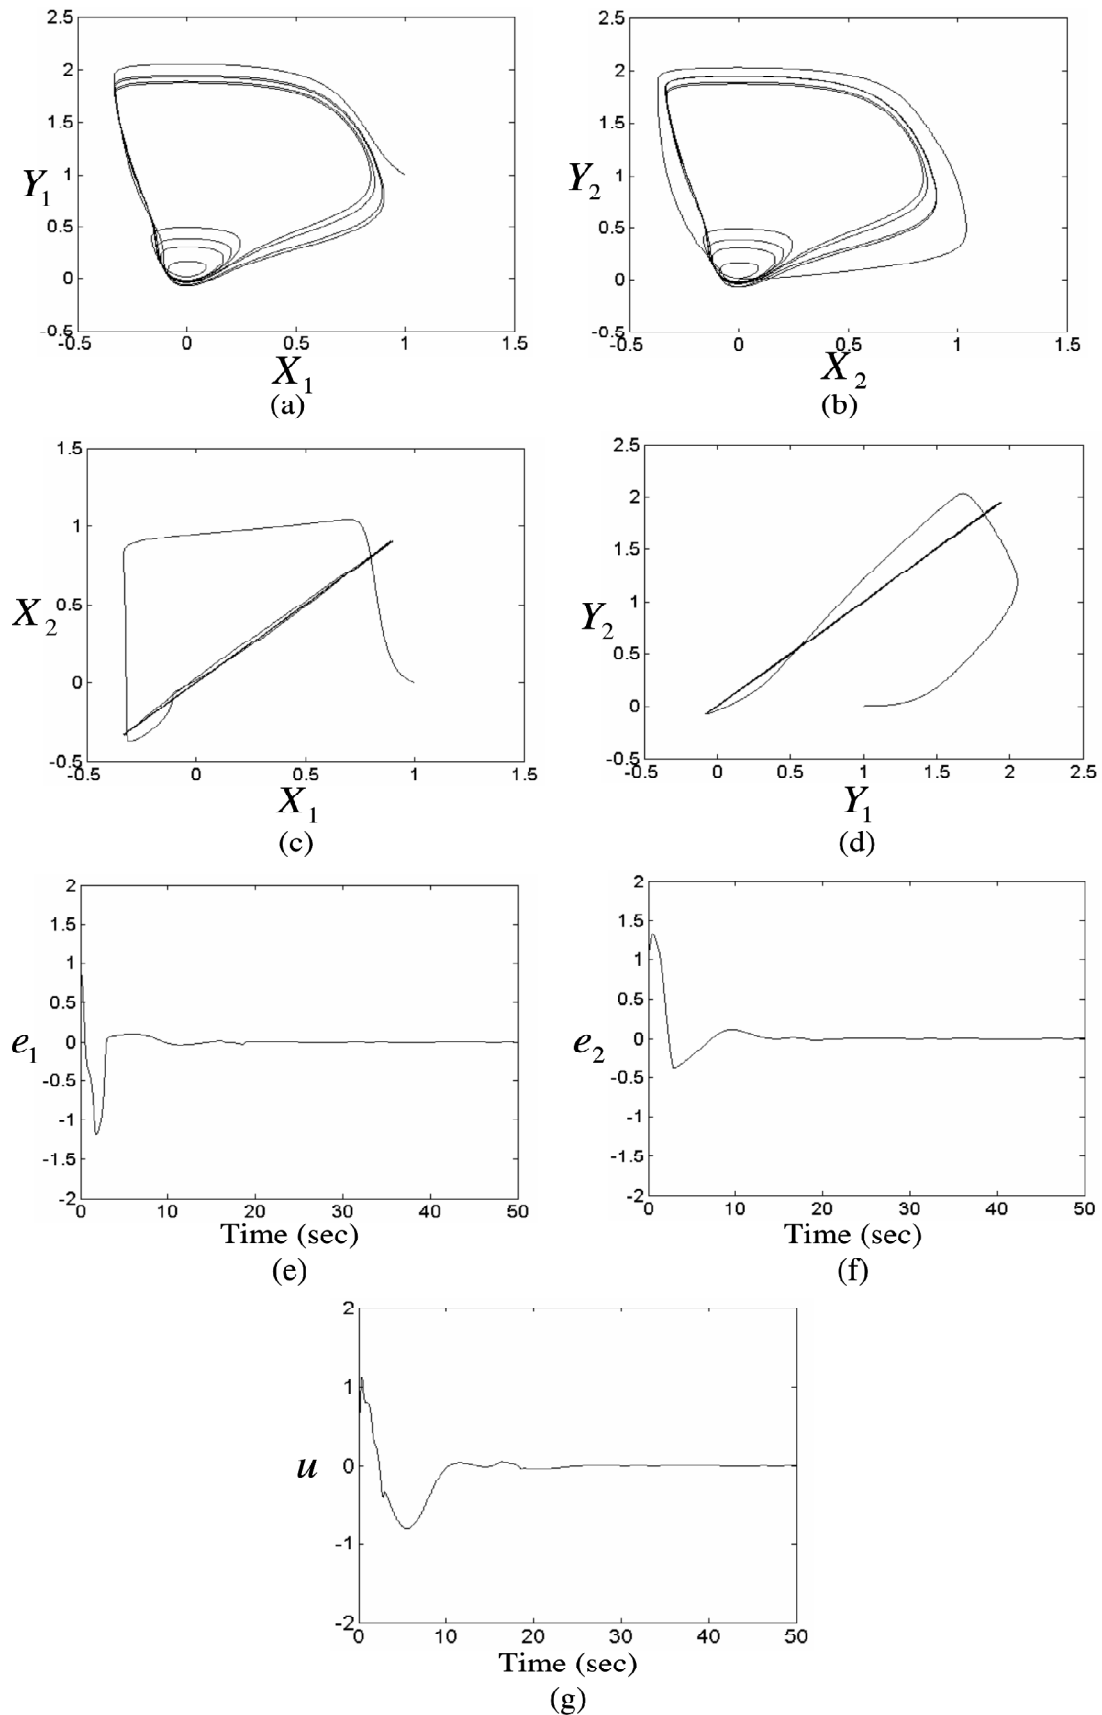 2.5 2.5
2 2
1.5 1.5
Y1 1 Y2 1
0.5 0.5
0 0
-0.5 -0.5
-0.5 0 0.5 1 1.5 -0.5 0 0.5 1 1.5
X1 X2
(a) (b)
1.5 2.5
1 2
X2 0.5 1.5
0 Y2 1
-0.5 0.5
0
-0.5
-0.5 0 0.5 1 1.5 -0.5 0 0.5 1 1.5 2 2.5
X1 Y1
(c) (d)
2 2
1.5 1.5
1 1
0.5 0.5
e1 0 e2 0
-0.5 -0.5
-1 -1
-1.5 -1.5
-2 -2
0 10 20 30 40 50 0 10 20 30 40 50
Time (sec) Time (sec)
(e) (f)
2
1
u 0
-1
-2
0 10 20 30 40 50
Time (sec)
(g)